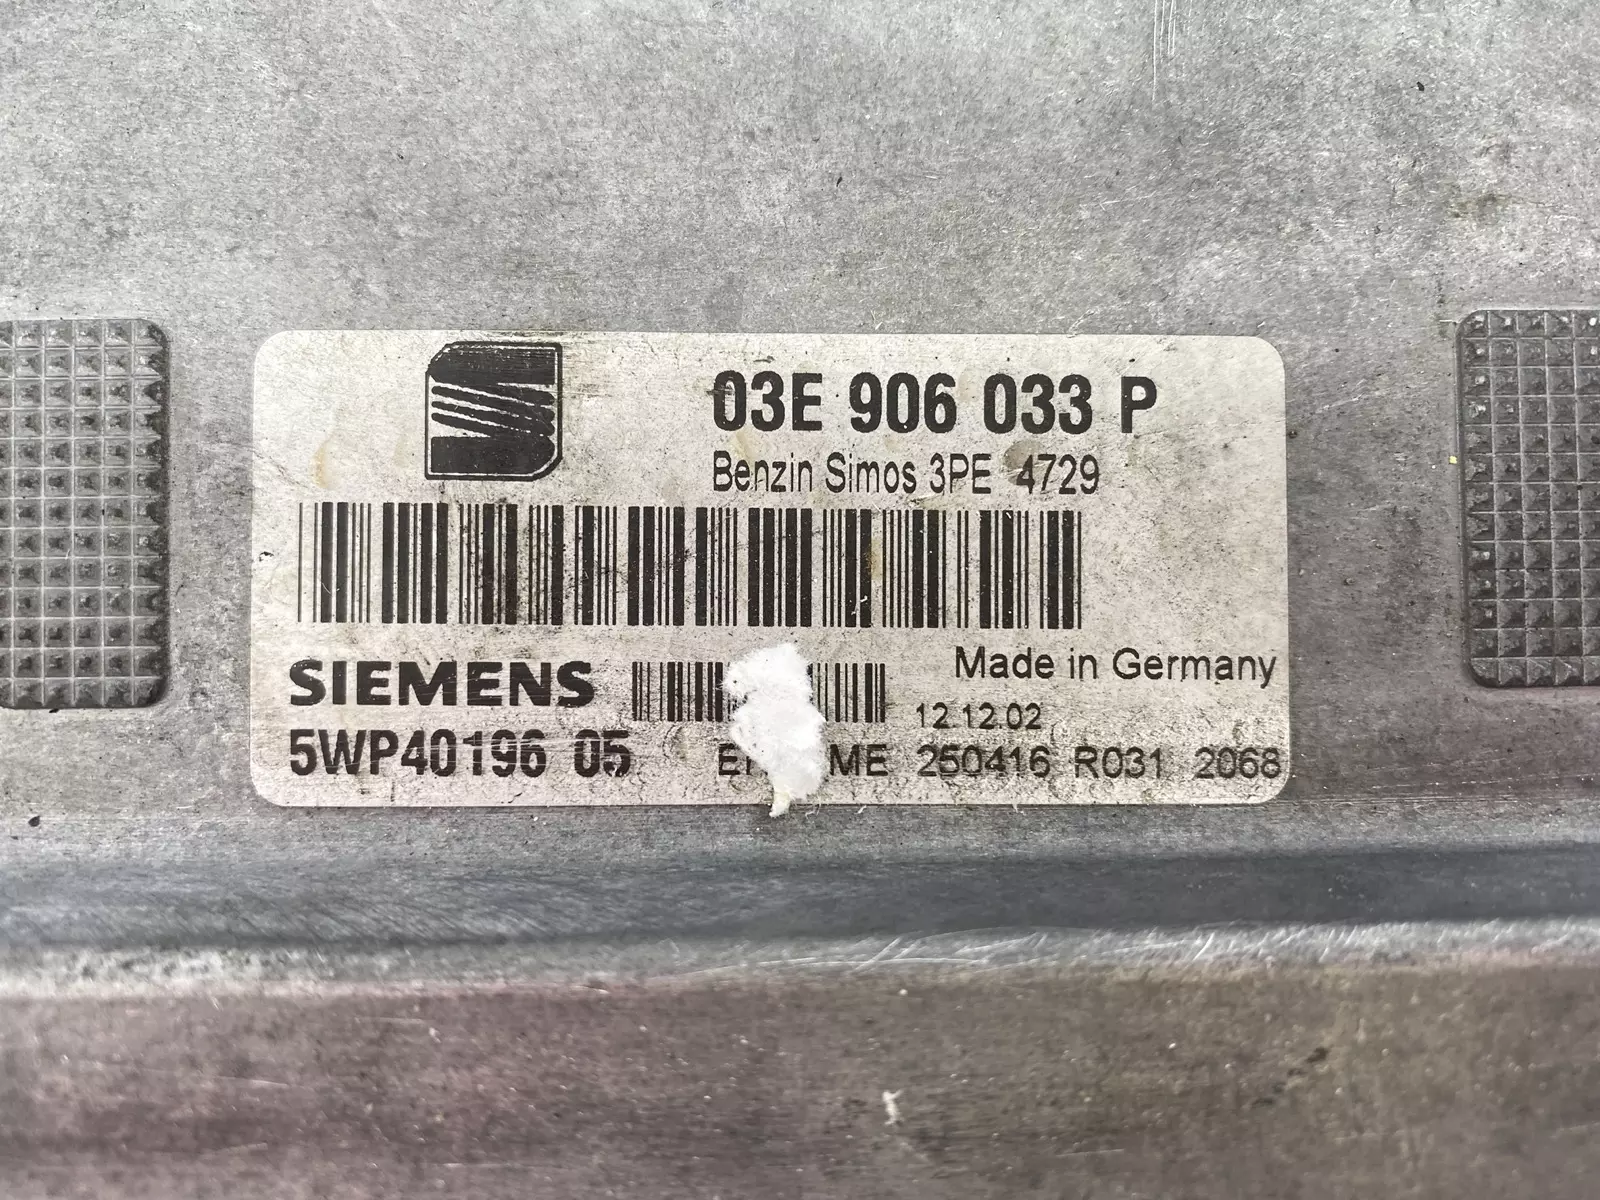 03E 906 033 P
Benzin Simos 3PE 4729
Made in Germany
SIEMENS
12.12.02
5WP40196 05
ME 250416 R031 2068